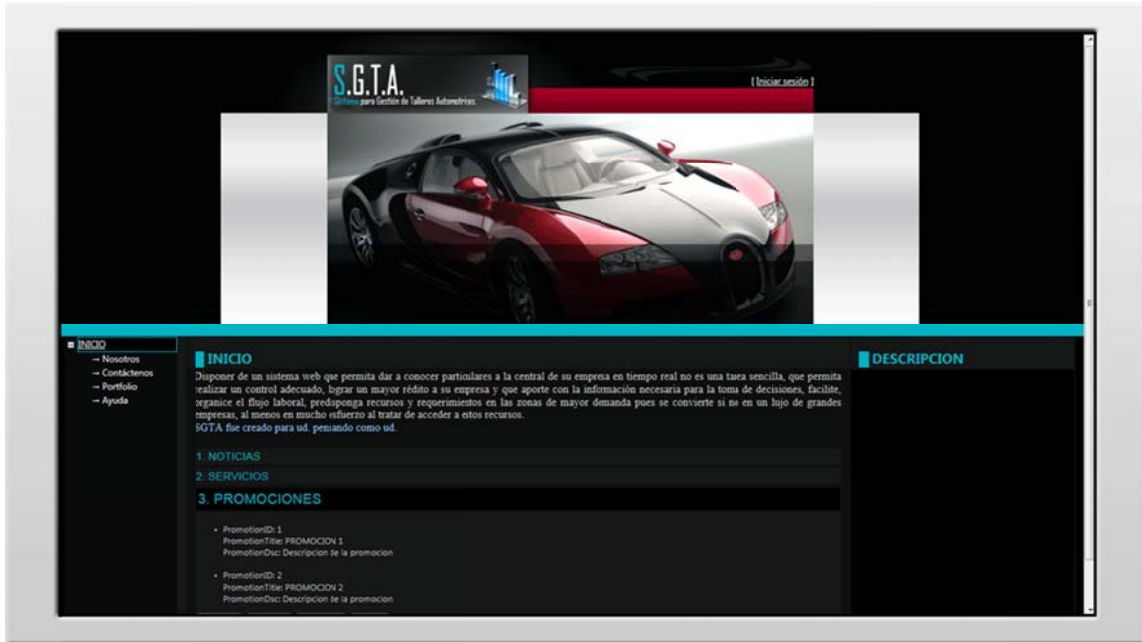 S.G.T.A.
Sistema para Gestión de Talleres Automotrices
[ Iniciar sesión ]
INICIO
→ Nosotros
→ Contáctenos
→ Portfolio
→ Ayuda
INICIO
Disponer de un sistema web que permita dar a conocer particulares a la central de su empresa en tiempo real no es una tarea sencilla, que permita
realizar un control adecuado, lograr un mayor rédito a su empresa y que aporte con la información necesaria para la toma de decisiones, facilite,
organice el flujo laboral, predisponga recursos y requerimientos en las zonas de mayor demanda pues se convierte si no en un lujo de grandes
empresas, al menos en mucho esfuerzo al tratar de acceder a estos recursos.
SGTA fue creado para ud. pensando como ud.
1. NOTICIAS
2. SERVICIOS
3. PROMOCIONES
• PromotionID: 1
PromotionTitle: PROMOCION 1
PromotionDsc: Descripcion de la promocion
• PromotionID: 2
PromotionTitle: PROMOCION 2
PromotionDsc: Descripcion de la promocion
DESCRIPCION